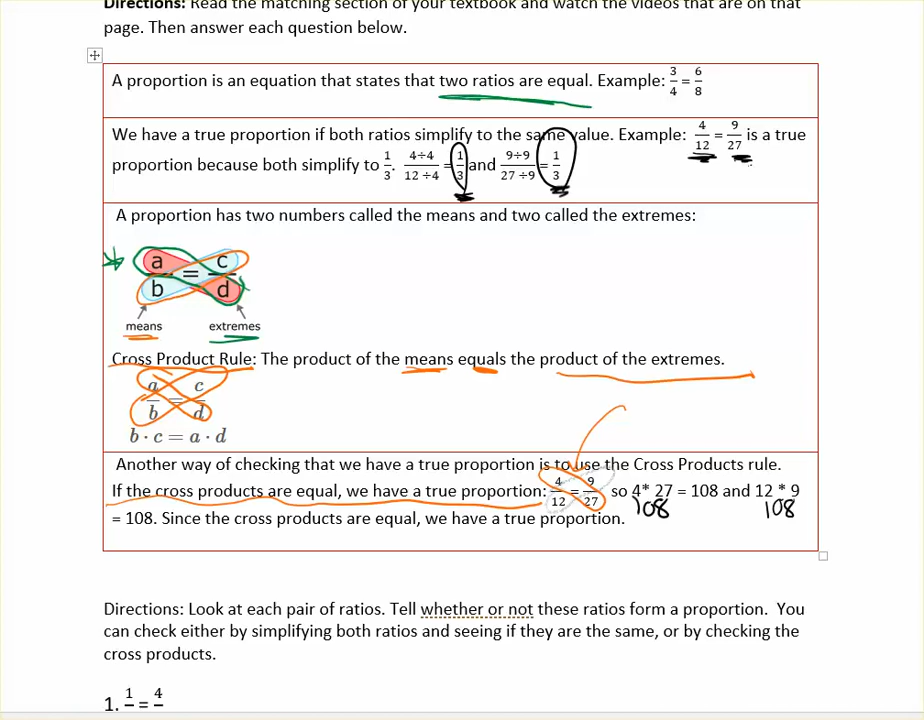 Directions: Read the matching section of your textbook and watch the videos that are on that
page. Then answer each question below.
A proportion is an equation that states that two ratios are equal. Example: 3/4 = 6/8
We have a true proportion if both ratios simplify to the same value. Example: 4/12 = 9/27 is a true
proportion because both simplify to 1/3. 4÷4/12÷4 = 1/3 and 9÷9/27÷9 = 1/3
A proportion has two numbers called the means and two called the extremes:
a/b = c/d
means extremes
Cross Product Rule: The product of the means equals the product of the extremes.
a/b = c/d
b · c = a · d
Another way of checking that we have a true proportion is to use the Cross Products rule.
If the cross products are equal, we have a true proportion: 4/12 = 9/27 so 4* 27 = 108 and 12 * 9
108 108
= 108. Since the cross products are equal, we have a true proportion.
Directions: Look at each pair of ratios. Tell whether or not these ratios form a proportion. You
can check either by simplifying both ratios and seeing if they are the same, or by checking the
cross products.
1. 1 = 4